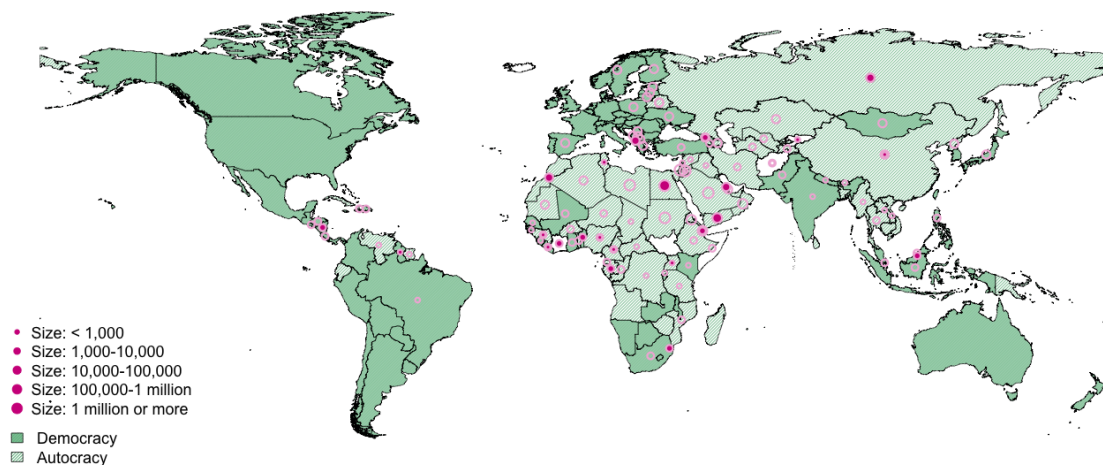 Size: < 1,000
Size: 1,000-10,000
Size: 10,000-100,000
Size: 100,000-1 million
Size: 1 million or more
Democracy
Autocracy